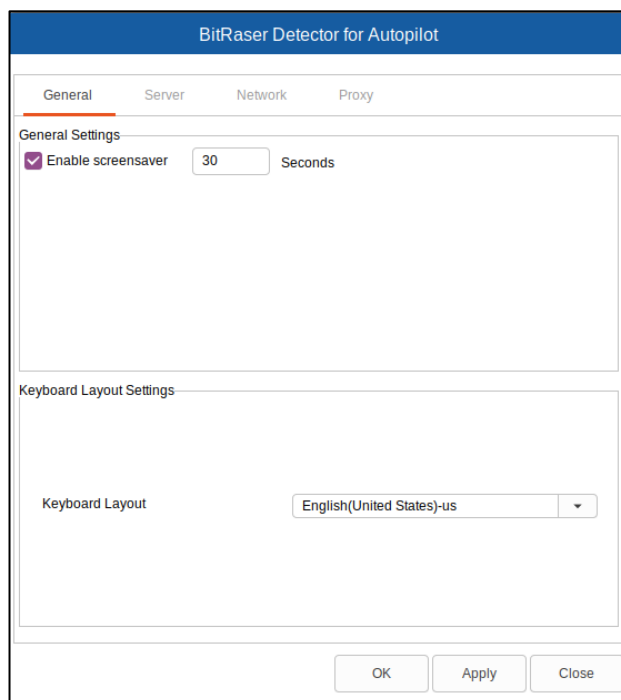 BitRaser Detector for Autopilot
General Server Network Proxy
General Settings
Enable screensaver 30 Seconds
Keyboard Layout Settings
Keyboard Layout English(United States)-us
OK Apply Close